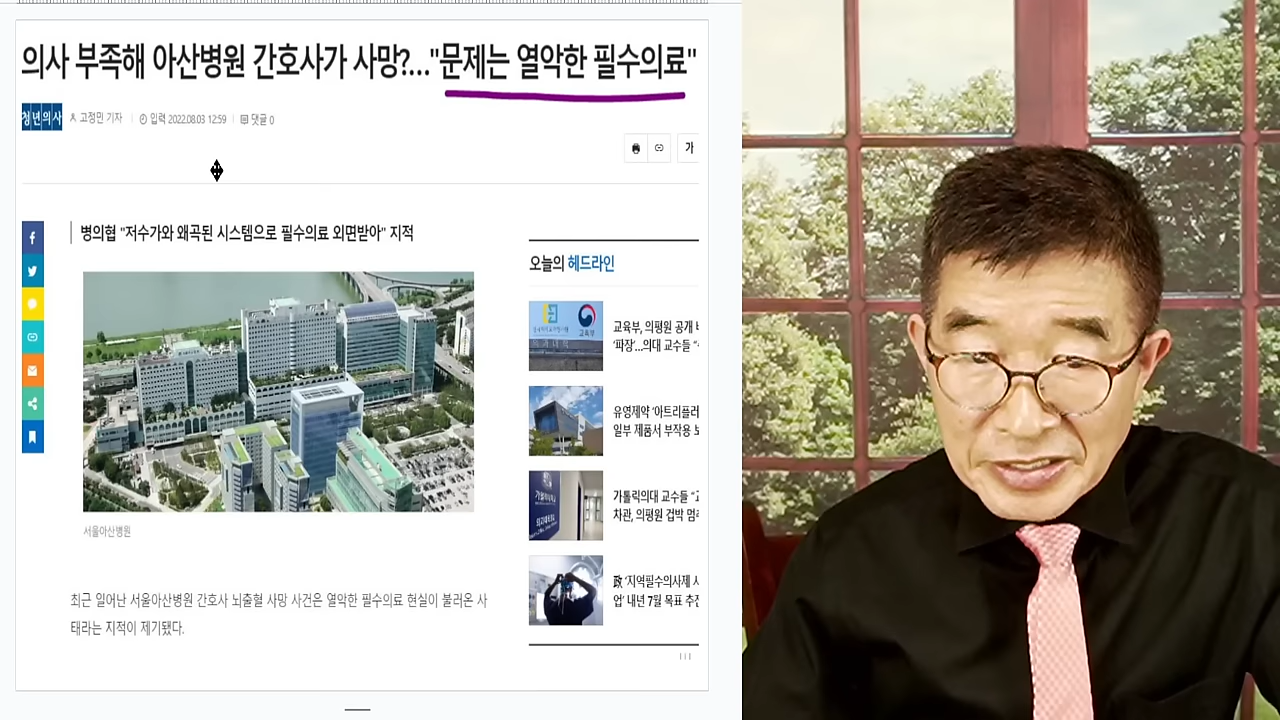 의사 부족해 아산병원 간호사가 사망?..."문제는 열악한 필수의료"
청년의사 고정민 기자 입력 2022.08.03 12:59 댓글 0
가
병의협 "저수가와 왜곡된 시스템으로 필수의료 외면받아" 지적
오늘의 헤드라인
교육부, 의평원 공개
‘파장’...의대 교수들
유영제약 ‘아트리플러
일부 제품서 부작용
가톨릭의대 교수들
차관, 의평원 겁박 멈
政 ‘지역필수의사제
업’ 내년 7월 목표 추진
서울아산병원
최근 일어난 서울아산병원 간호사 뇌출혈 사망 사건은 열악한 필수의료 현실이 불러온 사
태라는 지적이 제기됐다.